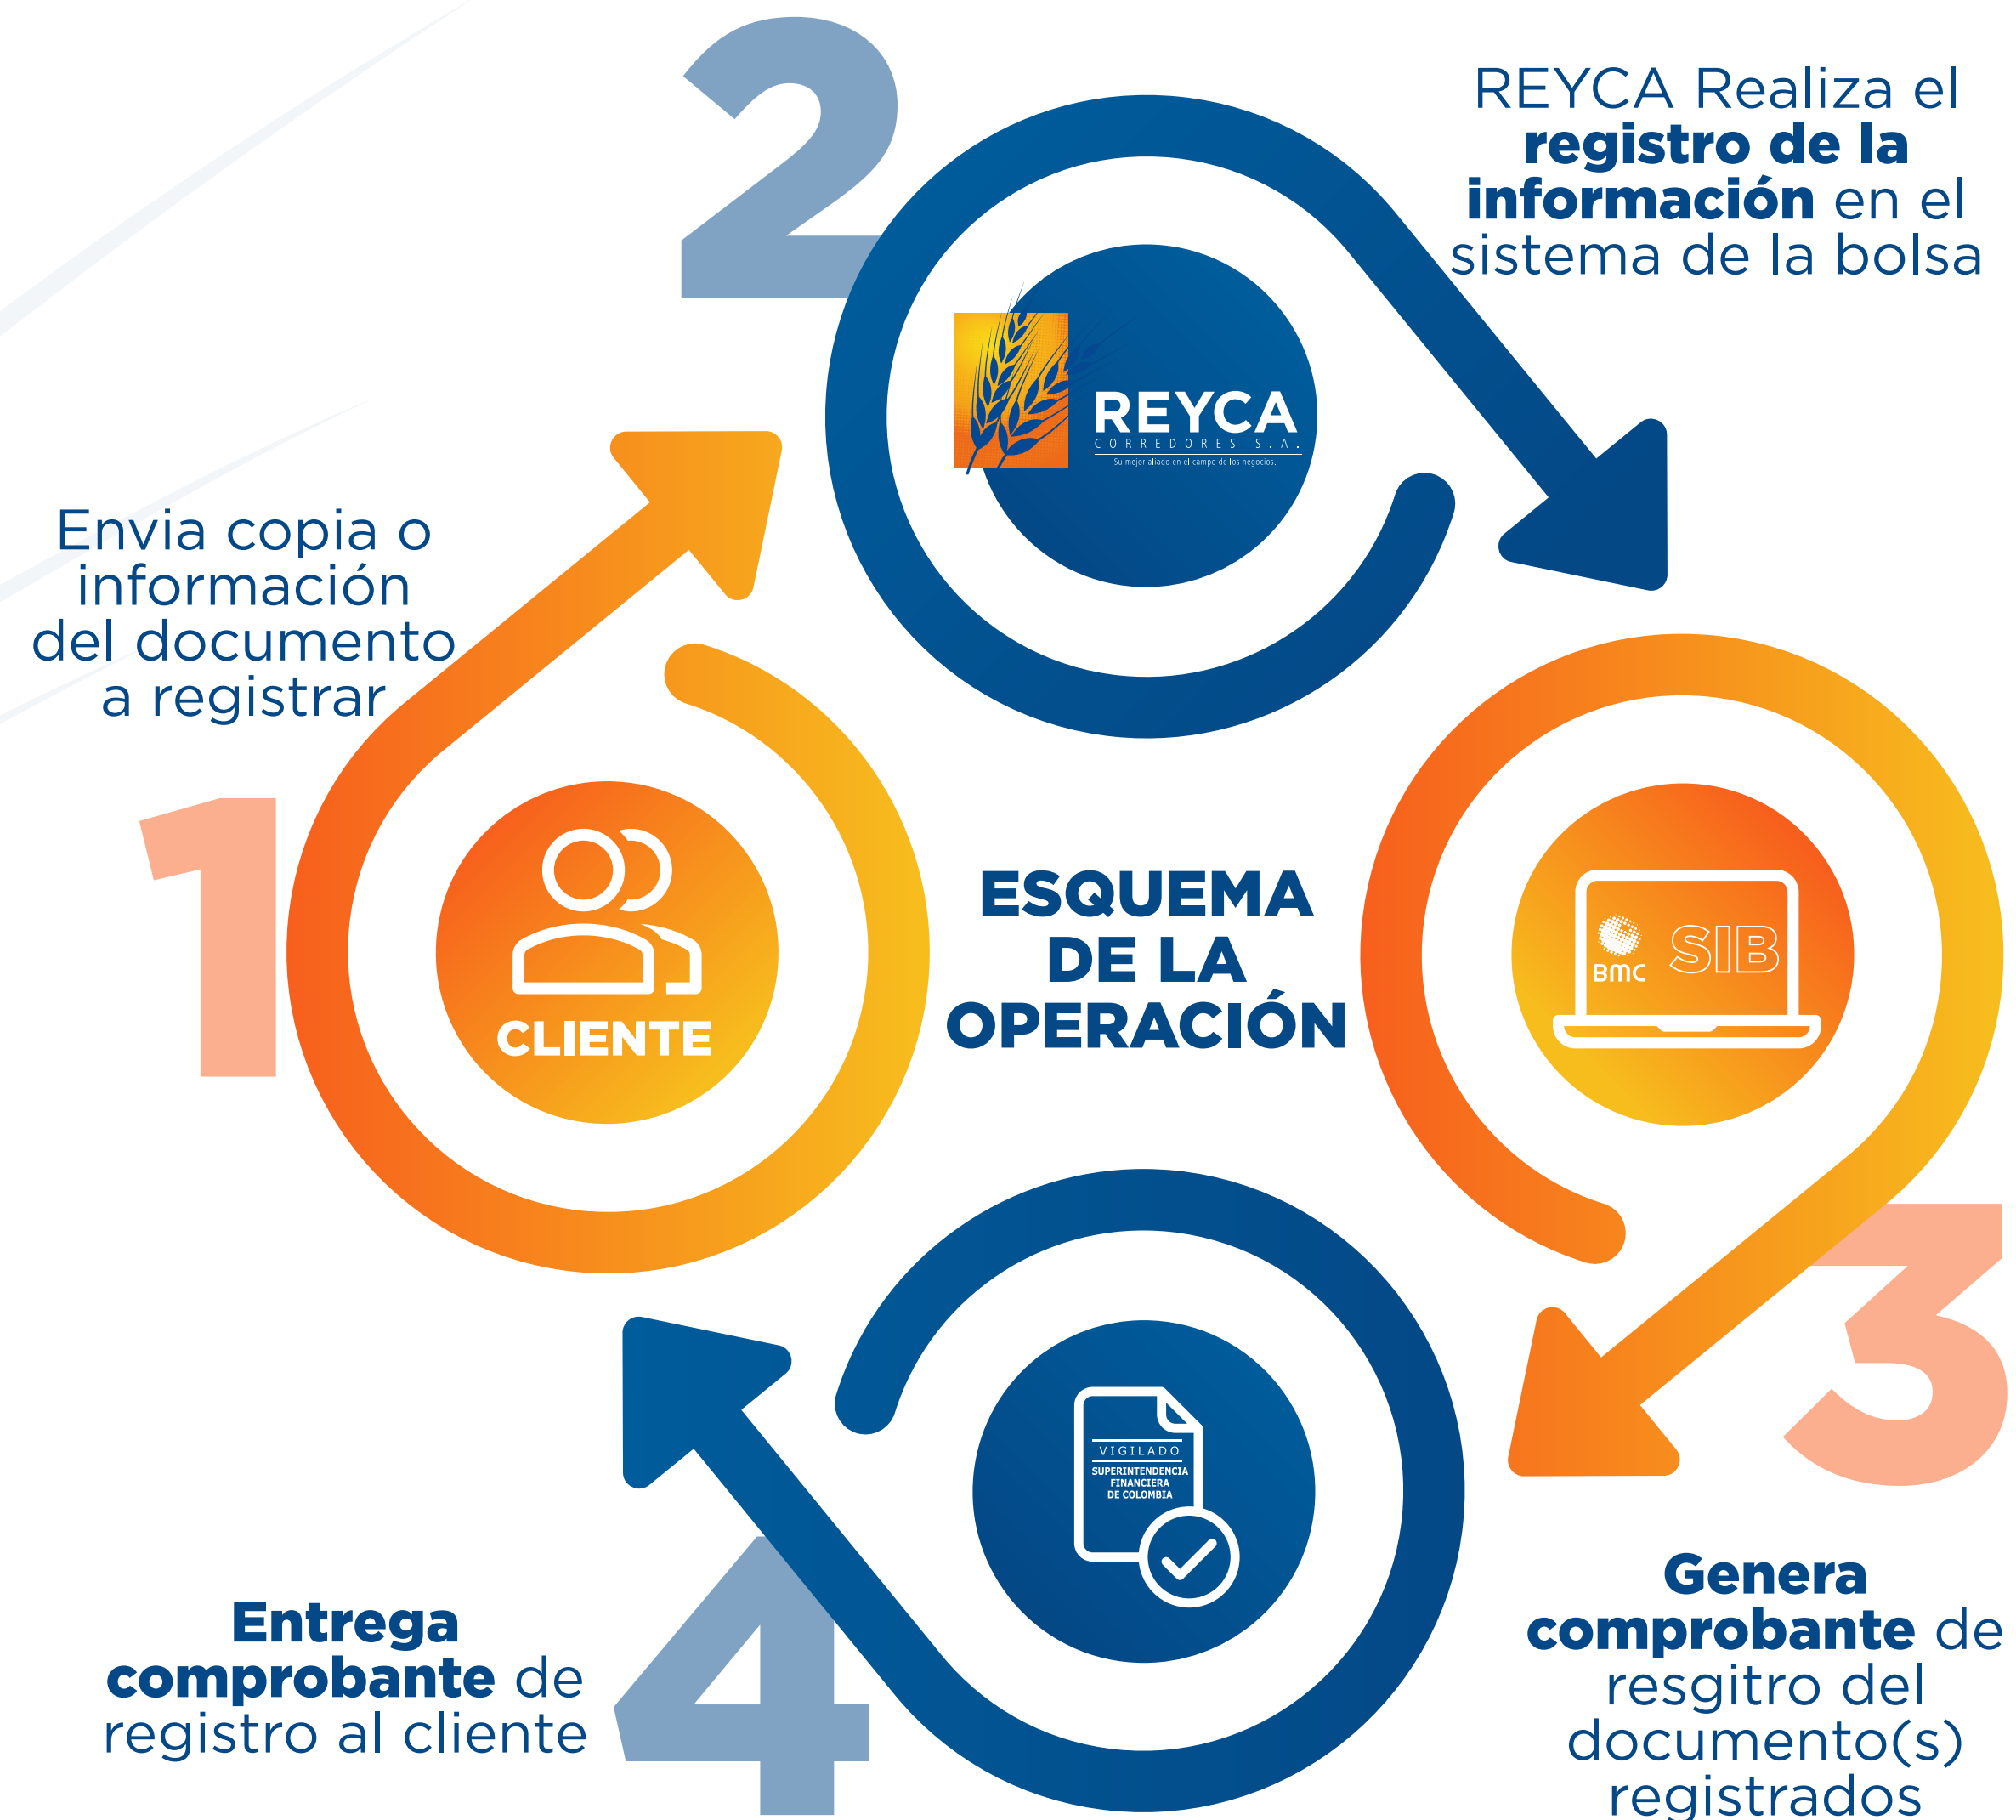 2
REYCA Realiza el
registro de la
información en el
sistema de la bolsa
REYCA
CORREDORES S.A.
Su mejor aliado en el campo de los negocios.
Envia copia o
información
del documento
a registrar
1
CLIENTE
ESQUEMA
DE LA
OPERACIÓN
BMC
SIB
3
VIGILADO
SUPERINTENDENCIA
FINANCIERA
DE COLOMBIA
Genera
comprobante de
resgitro del
documento(s)
registrados
4
Entrega
comprobante de
registro al cliente